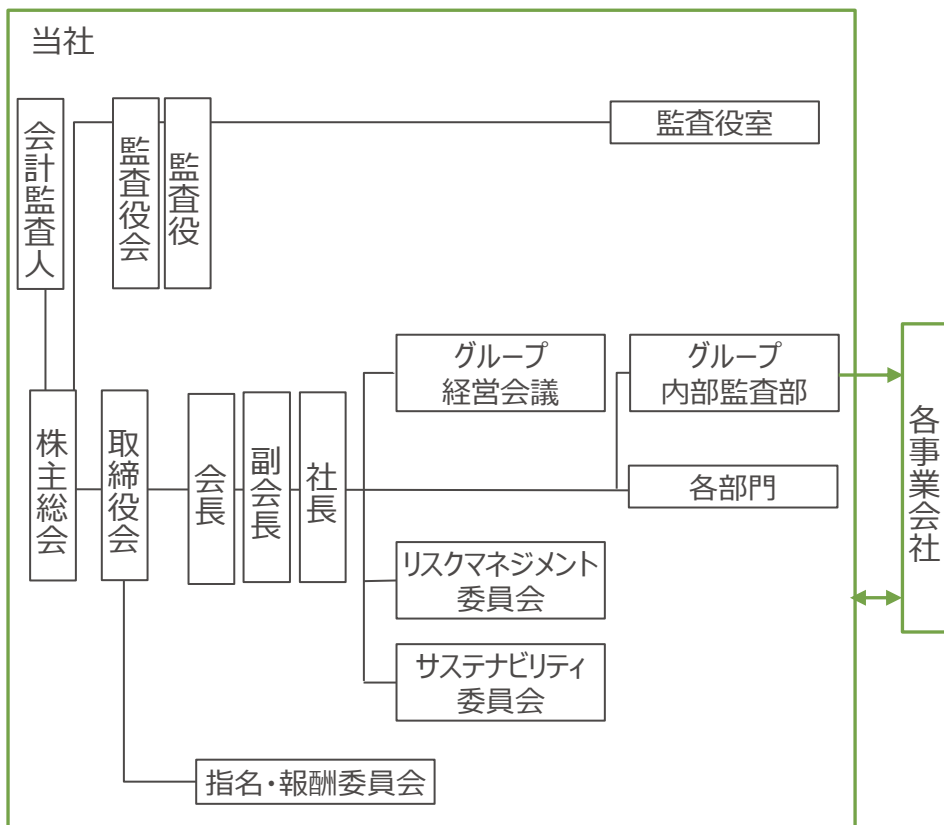 当社
会計監査人
監査役会
監査役
監査役室
株主総会
取締役会
会長
副会長
社長
グループ
経営会議
グループ
内部監査部
各部門
リスクマネジメント
委員会
サステナビリティ
委員会
指名・報酬委員会
各事業会社